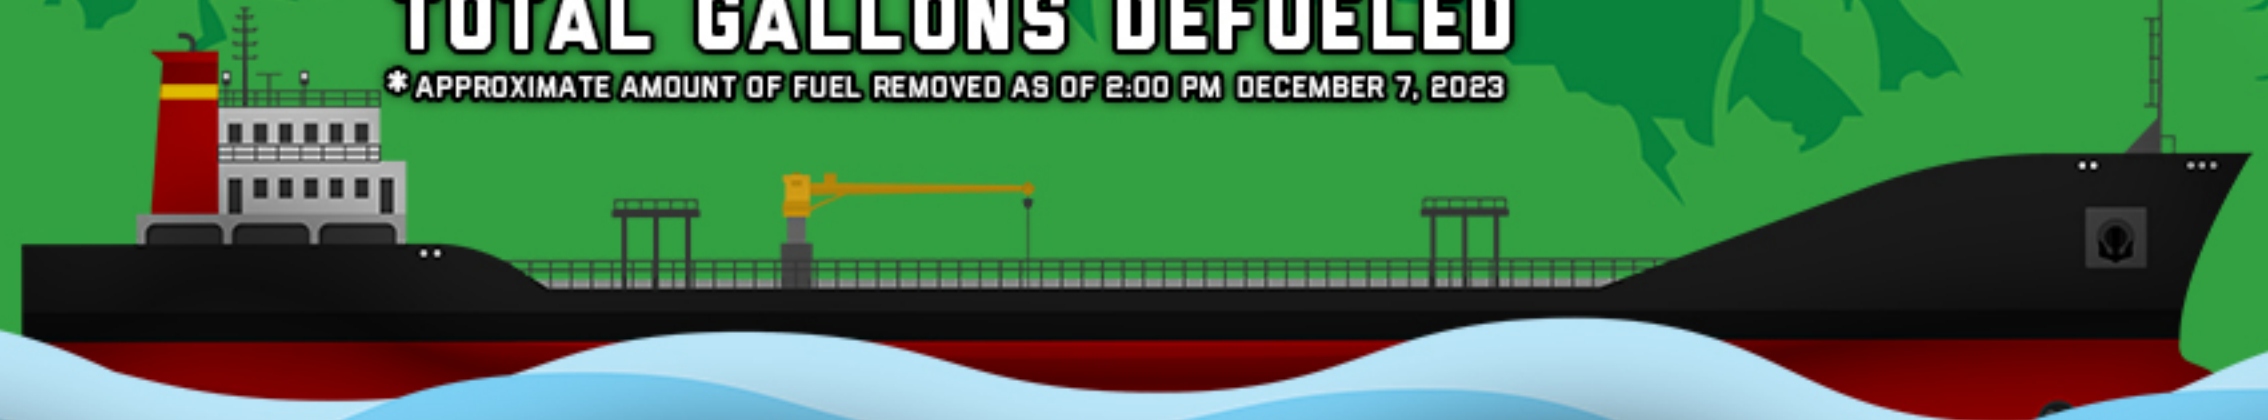 TOTAL GALLONS DEFUELED
*APPROXIMATE AMOUNT OF FUEL REMOVED AS OF 2:00 PM DECEMBER 7, 2023